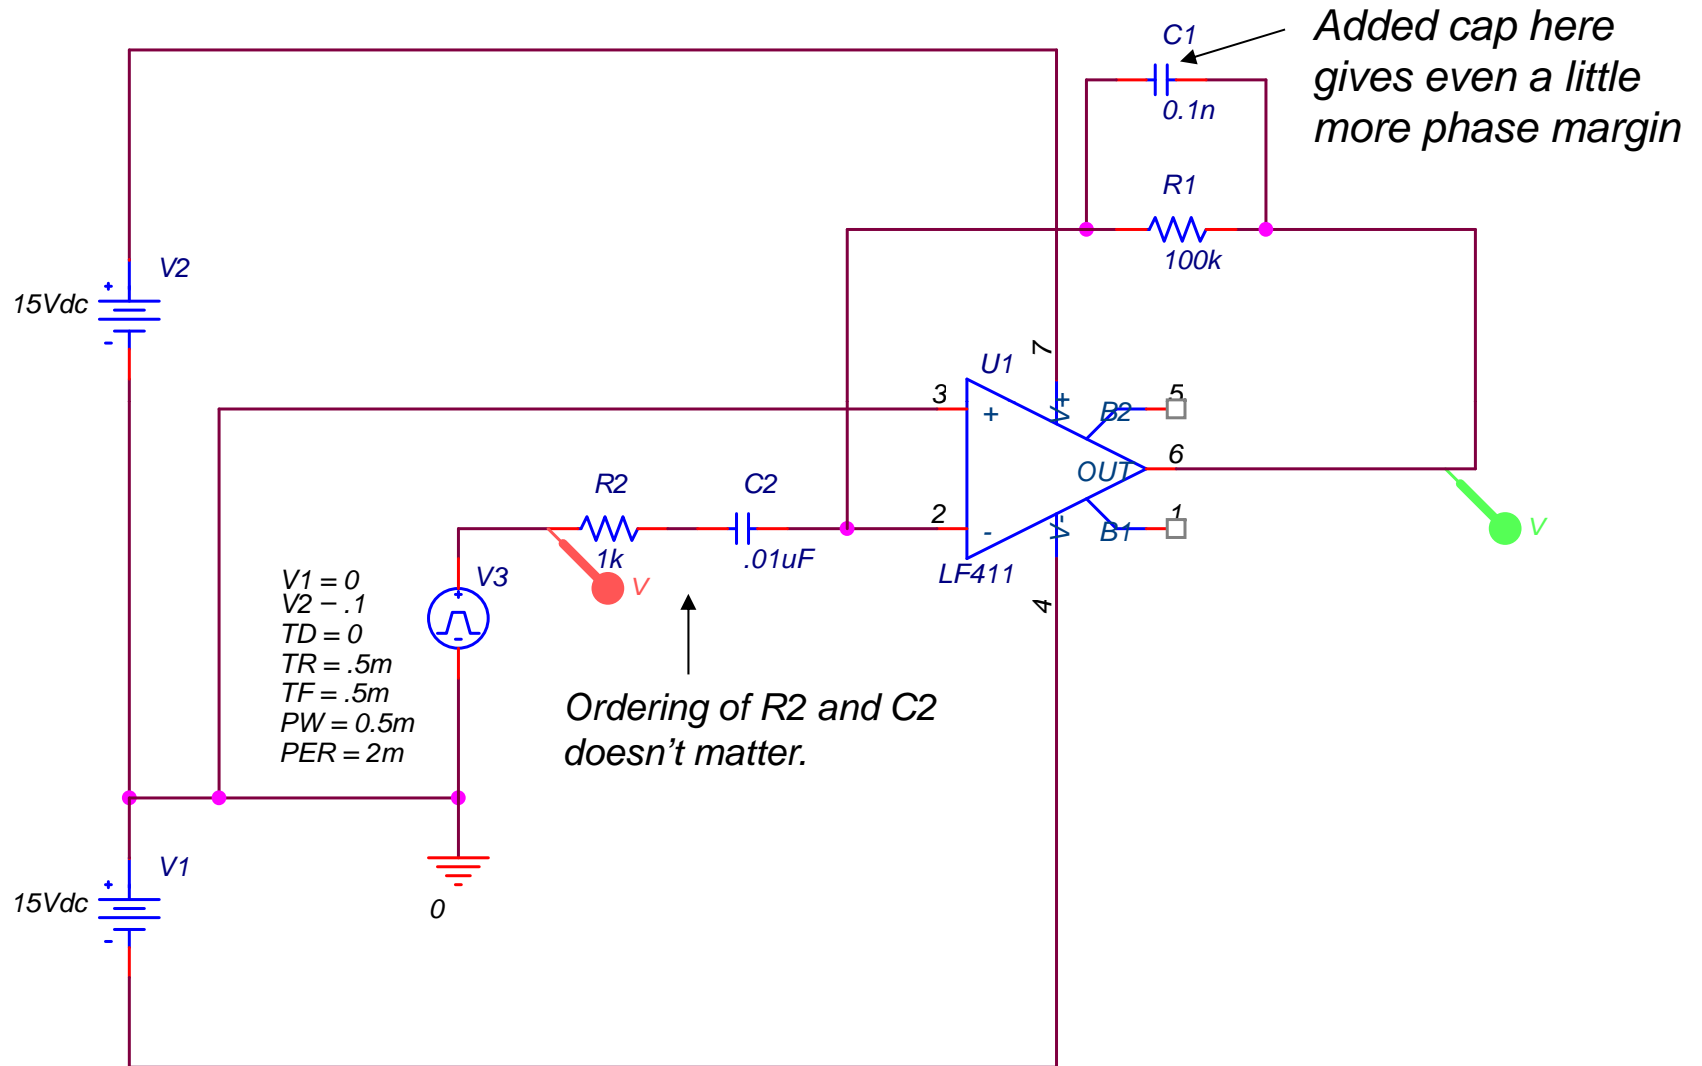 C1
0.1n
Added cap here
gives even a little
more phase margin
R1
100k
V2
+
15Vdc
-
U1
7
3
+
V+
B2
5
OUT
6
R2
C2
2
-
V-
B1
1
1k
.01uF
LF411
4
V
V
V3
+
-
V1 = 0
V2 – .1
TD = 0
TR = .5m
TF = .5m
PW = 0.5m
PER = 2m
Ordering of R2 and C2
doesn’t matter.
V1
+
15Vdc
-
0